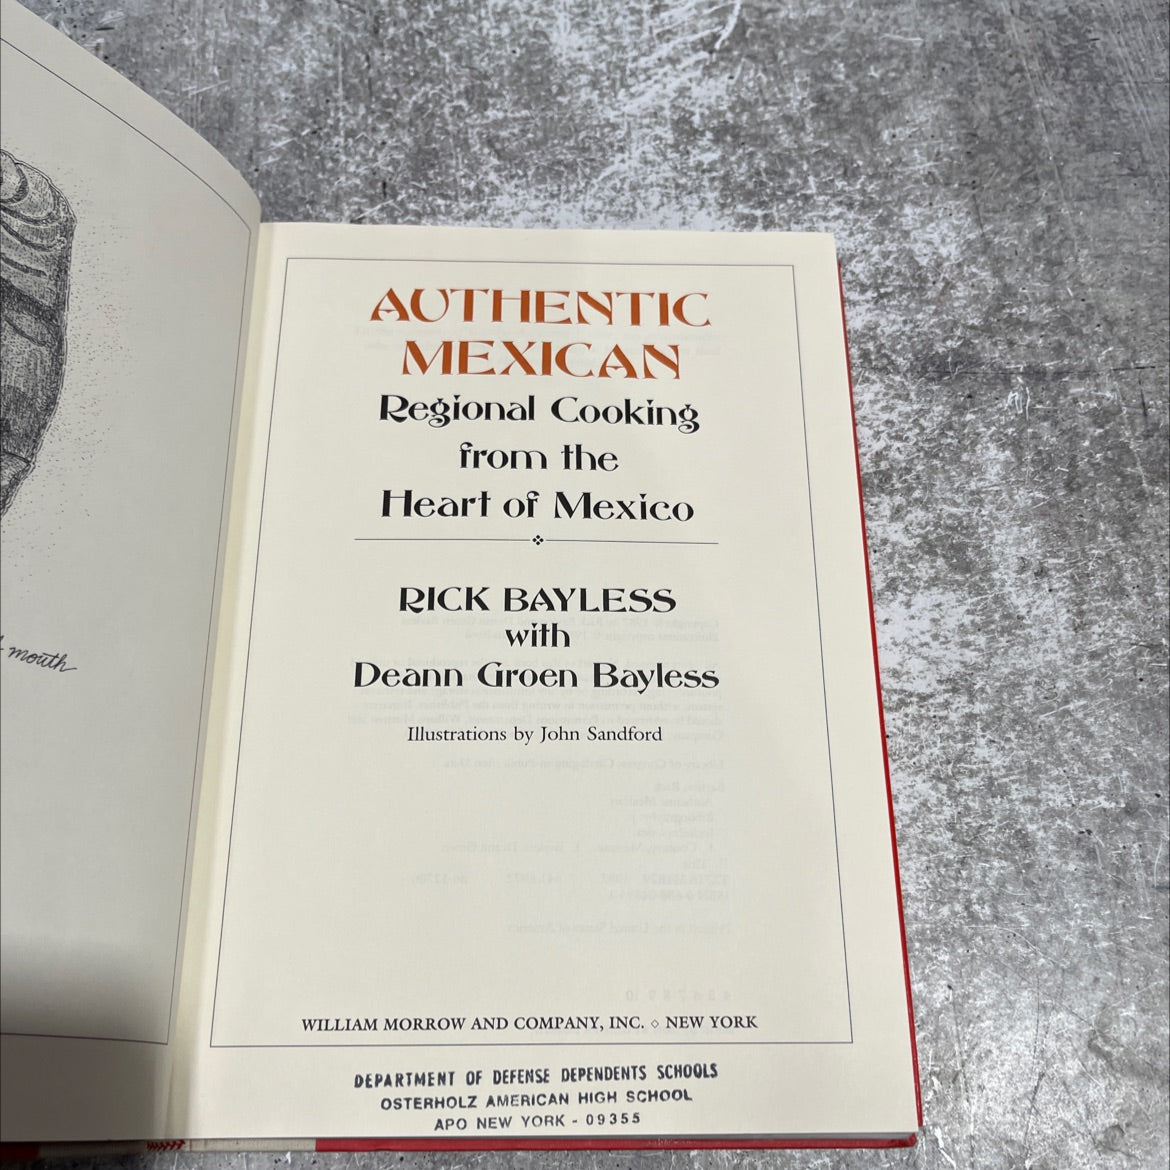 mouth
AUTHENTIC
MEXICAN
Regional Cooking
from the
Heart of Mexico
RICK BAYLESS
with
Deann Groen Bayless
Illustrations by John Sandford
WILLIAM MORROW AND COMPANY, INC. ◇ NEW YORK
DEPARTMENT OF DEFENSE DEPENDENTS SCHOOLS
OSTERHOLZ AMERICAN HIGH SCHOOL
APO NEW YORK - 09355